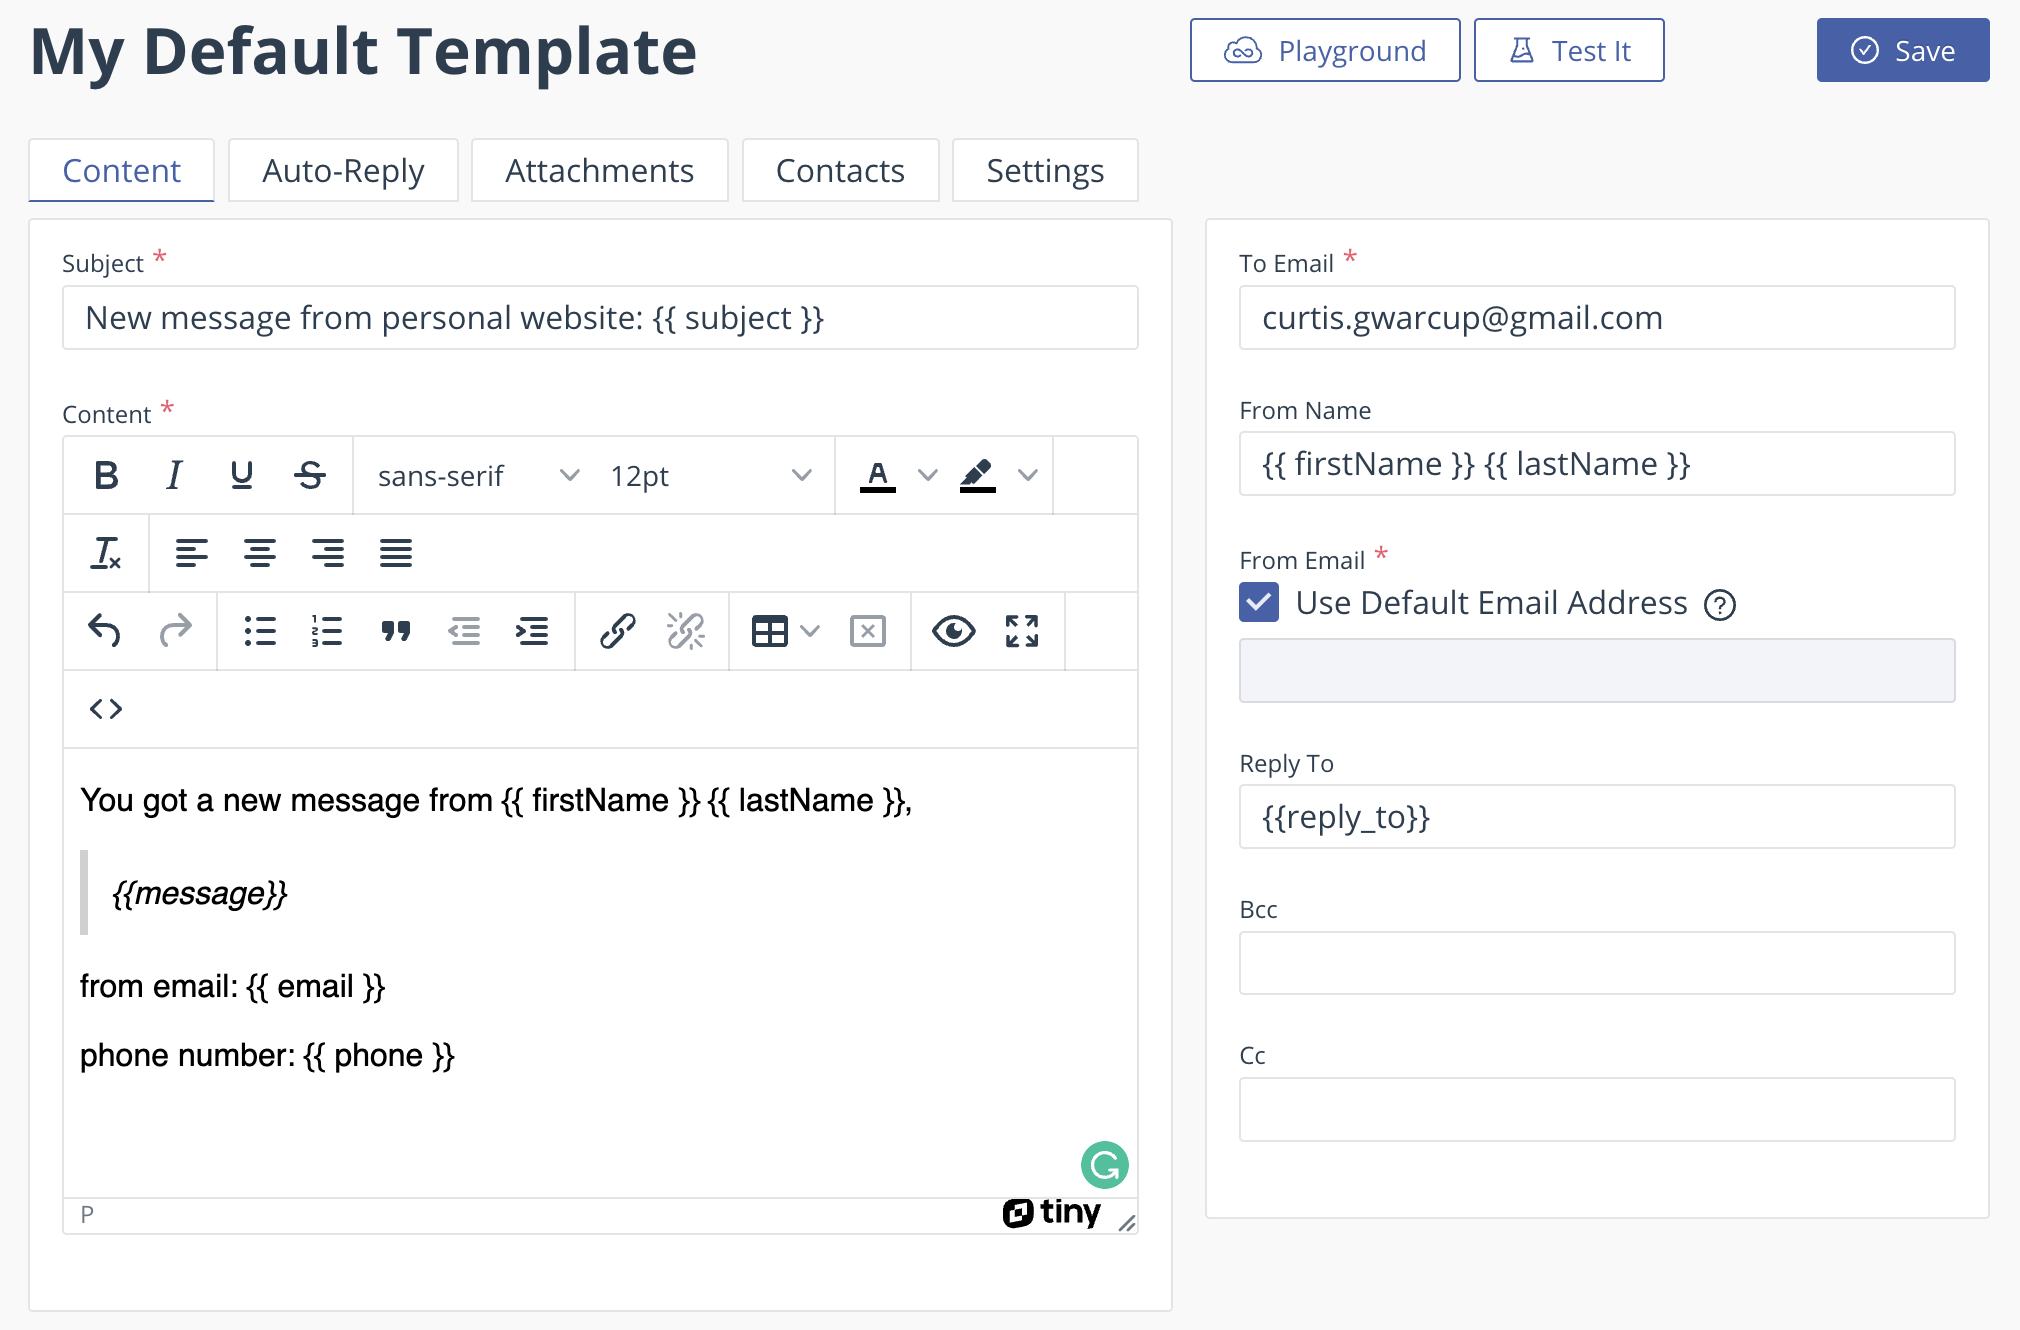 My Default Template
Playground
Test It
Save
Content
Auto-Reply
Attachments
Contacts
Settings
Subject *
New message from personal website: {{ subject }}
Content *
B I U S sans-serif 12pt A
You got a new message from {{ firstName }} {{ lastName }},
{{message}}
from email: {{ email }}
phone number: {{ phone }}
P
tiny
To Email *
curtis.gwarcup@gmail.com
From Name
{{ firstName }} {{ lastName }}
From Email *
Use Default Email Address ?
Reply To
{{reply_to}}
Bcc
Cc